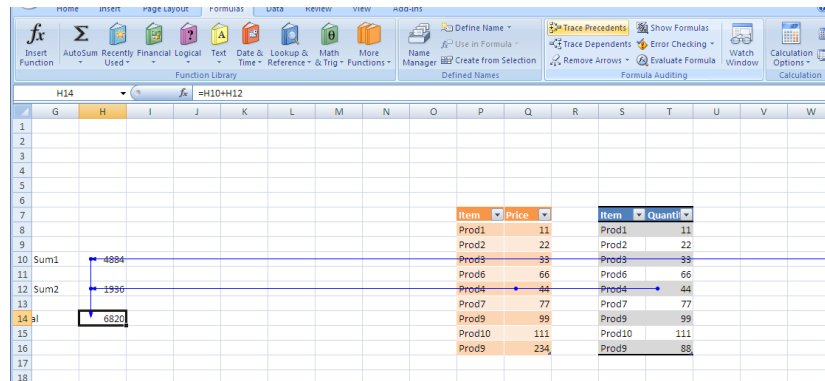 Home Insert Page Layout Formulas Data Review View Add-Ins
fx Σ ? A θ
Insert Function AutoSum Recently Used Financial Logical Text Date & Time Lookup & Reference Math & Trig More Functions
Function Library
Name Manager Define Name
Use in Formula
Create from Selection
Defined Names
Trace Precedents Show Formulas
Trace Dependents Error Checking
Remove Arrows Evaluate Formula
Watch Window
Formula Auditing
Calculation Options
Calculation
H14 fx =H10+H12
G H I J K L M N O P Q R S T U V W
1
2
3
4
5
6
7 Item Price Item Quantit
8 Prod1 11 Prod1 11
9 Prod2 22 Prod2 22
10 Sum1 4884 Prod3 33 Prod3 33
11 Prod6 66 Prod6 66
12 Sum2 1936 Prod4 44 Prod4 44
13 Prod7 77 Prod7 77
14 al 6820 Prod9 99 Prod9 99
15 Prod10 111 Prod10 111
16 Prod9 234 Prod9 88
17
18